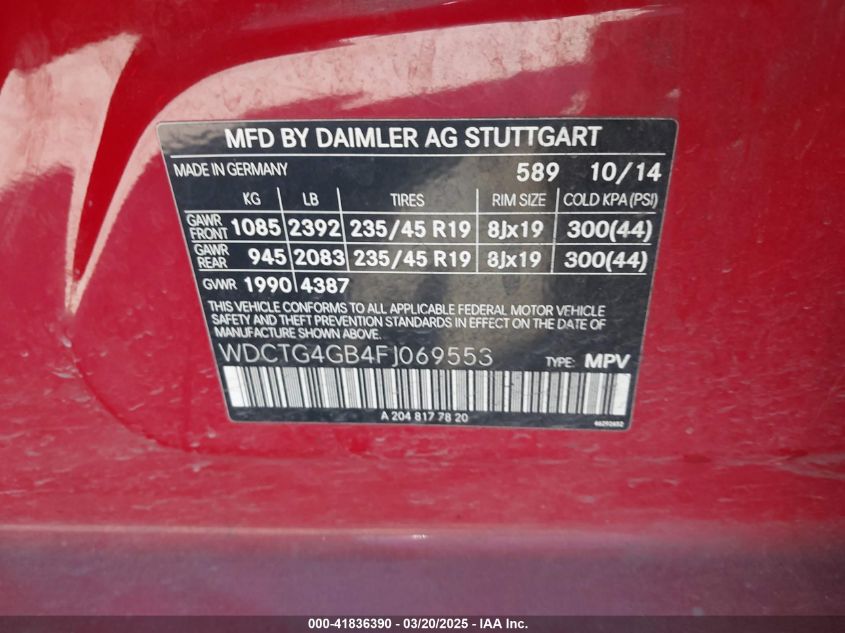 MFD BY DAIMLER AG STUTTGART
MADE IN GERMANY 589 10/14
KG LB TIRES RIM SIZE COLD KPA (PSI)
GAWR FRONT 1085 2392 235/45 R19 8Jx19 300(44)
GAWR REAR 945 2083 235/45 R19 8Jx19 300(44)
GVWR 1990 4387
THIS VEHICLE CONFORMS TO ALL APPLICABLE FEDERAL MOTOR VEHICLE
SAFETY AND THEFT PREVENTION STANDARDS IN EFFECT ON THE DATE OF
MANUFACTURE SHOWN ABOVE.
WDCTG4GB4FJ069553 TYPE: MPV
A 204 817 78 20
46292652
000-41836390 - 03/20/2025 - IAA Inc.